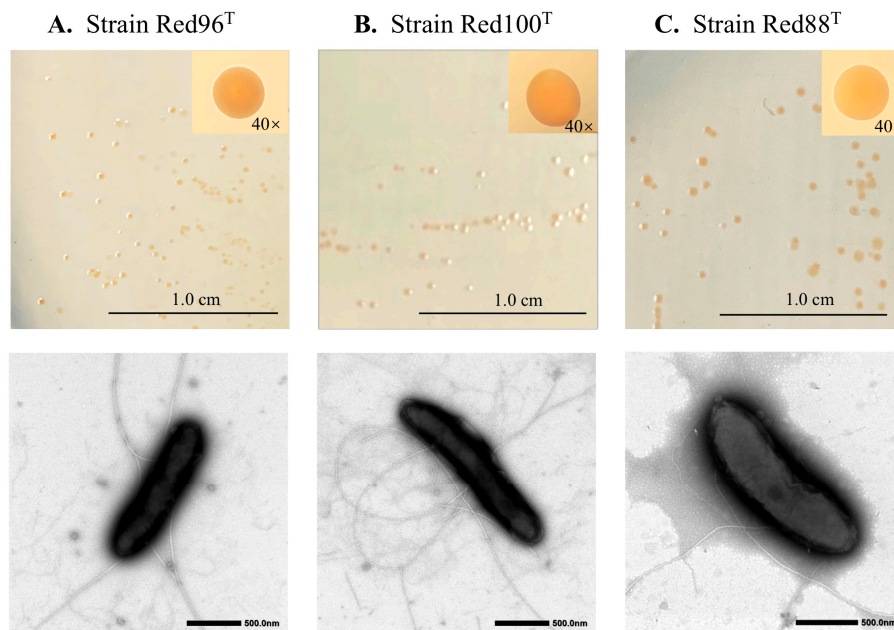 A. Strain Red96ᵀ
B. Strain Red100ᵀ
C. Strain Red88ᵀ
40×
40×
40
1.0 cm
1.0 cm
1.0 cm
500.0nm
500.0nm
500.0nm